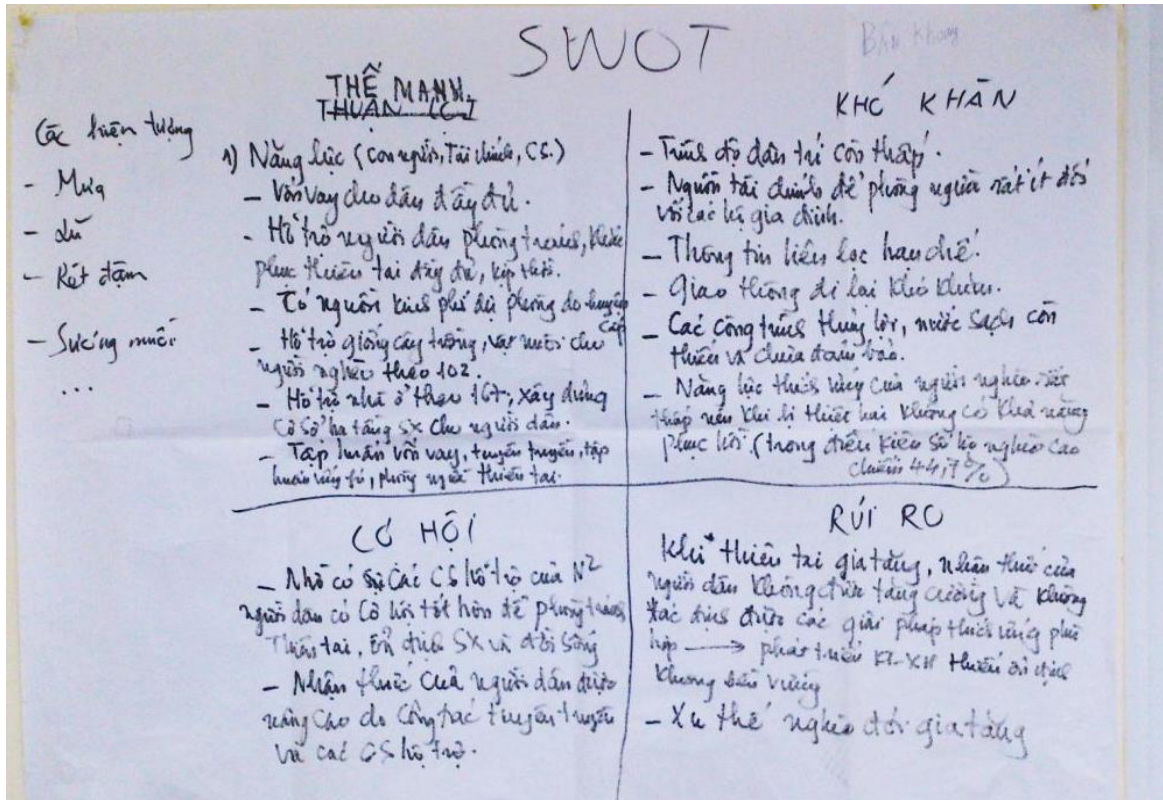 SWOT
Bản Khoang
Các hiện tượng
- Mưa
- Lũ
- Rét đậm
- Sương muối
...
THẾ MẠNH
THUẬN LỢI
1) Năng lực (con người, Tài chính, CS.)
- Vốn vay cho dân đầy đủ.
- Hỗ trợ người dân phòng tránh, khắc
phục thiên tai đầy đủ, kịp thời.
- Có nguồn kinh phí dự phòng do huyện
cấp
- Hỗ trợ giống cây trồng, vật nuôi cho
người nghèo theo 102.
- Hỗ trợ nhà ở theo 167, xây dựng
cơ sở hạ tầng SX cho người dân.
- Tập huấn vốn vay, tuyên truyền, tập
huấn ứng phó, phòng ngừa thiên tai.
KHÓ KHĂN
- Trình độ dân trí còn thấp.
- Nguồn tài chính để phòng ngừa rất ít đối
với các hộ gia đình.
- Thông tin liên lạc hạn chế.
- Giao thông đi lại khó khăn.
- Các công trình thủy lợi, nước sạch còn
thiếu và chưa đảm bảo.
- Năng lực thích ứng của người nghèo rất
thấp nên khi bị thiệt hại không có khả năng
phục hồi (trong điều kiện số hộ nghèo cao
chiếm 44,7%)
CƠ HỘI
- Nhờ có sự các CS hỗ trợ của N²
người dân có cơ hội tốt hơn để phòng tránh
Thiên tai, ổn định SX và đời sống
- Nhận thức của người dân được
nâng cao do công tác tuyên truyền
và các CS hỗ trợ.
RỦI RO
Khi thiên tai gia tăng, nhận thức của
người dân không được tăng cường và không
xác định được các giải pháp thích ứng phù
hợp → phát triển KT-XH thiếu ổn định
không bền vững
- Xu thế nghèo đói gia tăng